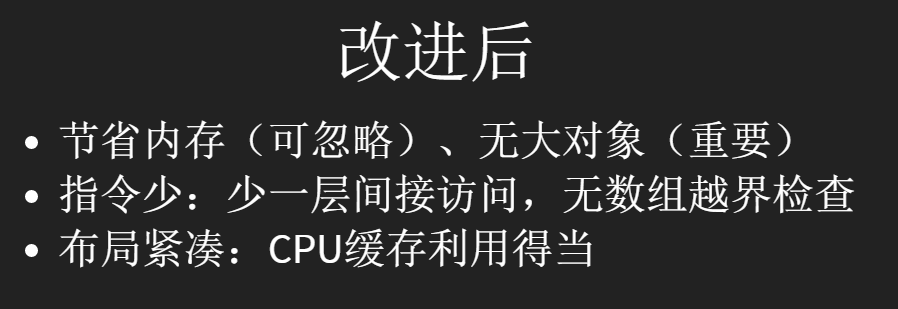 改进后
• 节省内存（可忽略）、无大对象（重要）
• 指令少：少一层间接访问，无数组越界检查
• 布局紧凑：CPU缓存利用得当